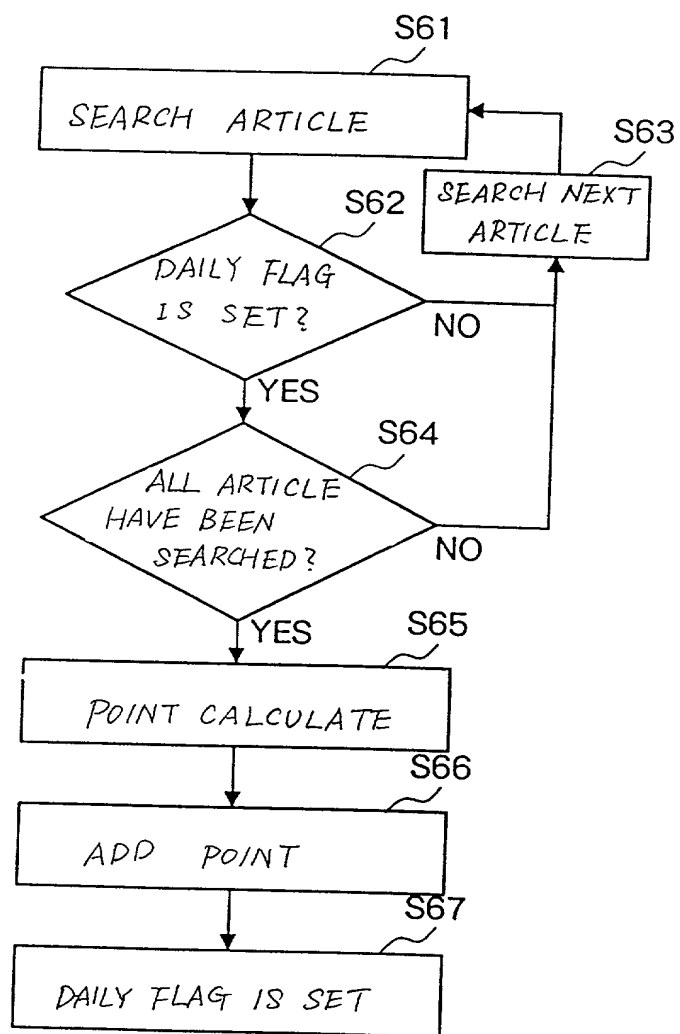 S61
SEARCH ARTICLE
S63
SEARCH NEXT
ARTICLE
S62
DAILY FLAG
IS SET?
NO
YES
S64
ALL ARTICLE
HAVE BEEN
SEARCHED?
NO
YES
S65
POINT CALCULATE
S66
ADD POINT
S67
DAILY FLAG IS SET